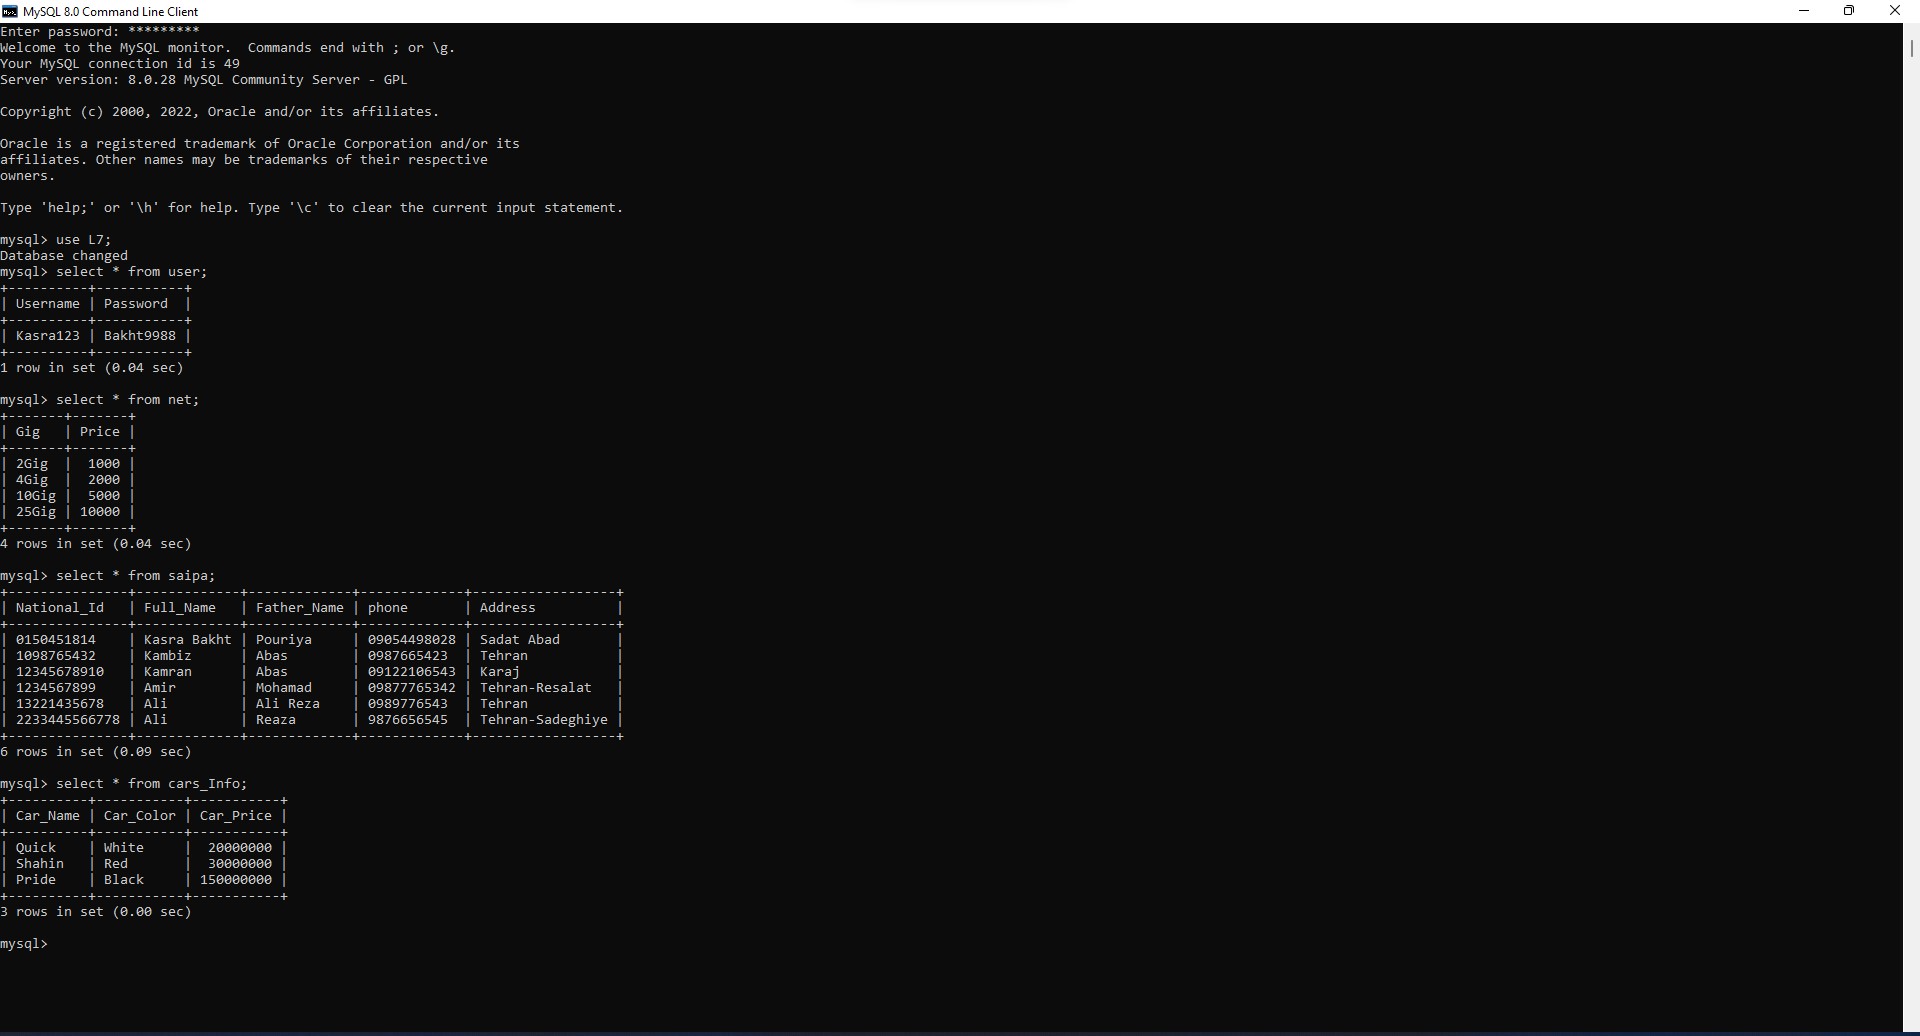 MySQL 8.0 Command Line Client
Enter password: *********
Welcome to the MySQL monitor.  Commands end with ; or \g.
Your MySQL connection id is 49
Server version: 8.0.28 MySQL Community Server - GPL

Copyright (c) 2000, 2022, Oracle and/or its affiliates.

Oracle is a registered trademark of Oracle Corporation and/or its
affiliates. Other names may be trademarks of their respective
owners.

Type 'help;' or '\h' for help. Type '\c' to clear the current input statement.

mysql> use L7;
Database changed
mysql> select * from user;
+----------+-----------+
| Username | Password  |
+----------+-----------+
| Kasra123 | Bakht9988 |
+----------+-----------+
1 row in set (0.04 sec)

mysql> select * from net;
+-------+-------+
| Gig   | Price |
+-------+-------+
| 2Gig  |  1000 |
| 4Gig  |  2000 |
| 10Gig |  5000 |
| 25Gig | 10000 |
+-------+-------+
4 rows in set (0.04 sec)

mysql> select * from saipa;
+---------------+-------------+-------------+-------------+------------------+
| National_Id   | Full_Name   | Father_Name | phone       | Address          |
+---------------+-------------+-------------+-------------+------------------+
| 0150451814    | Kasra Bakht | Pouriya     | 09054498028 | Sadat Abad       |
| 1098765432    | Kambiz      | Abas        | 0987665423  | Tehran           |
| 12345678910   | Kamran      | Abas        | 09122106543 | Karaj            |
| 1234567899    | Amir        | Mohamad     | 09877765342 | Tehran-Resalat   |
| 13221435678   | Ali         | Ali Reza    | 0989776543  | Tehran           |
| 2233445566778 | Ali         | Reaza       | 9876656545  | Tehran-Sadeghiye |
+---------------+-------------+-------------+-------------+------------------+
6 rows in set (0.09 sec)

mysql> select * from cars_Info;
+----------+-----------+-----------+
| Car_Name | Car_Color | Car_Price |
+----------+-----------+-----------+
| Quick    | White     |  20000000 |
| Shahin   | Red       |  30000000 |
| Pride    | Black     | 150000000 |
+----------+-----------+-----------+
3 rows in set (0.00 sec)

mysql>